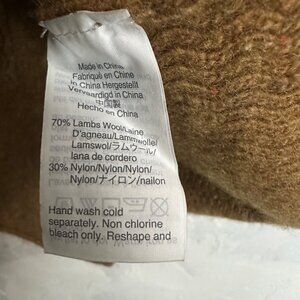 Made in China
Fabriqué en China
In China Hergestellt
Vervaardigd in China
中国製
Hecho en China
70% Lambs Wool/Laine
D'agneau/Lammwolle/
Lamswol/ラムウール/
lana de cordero
30% Nylon/Nylon/Nylon/
Nylon/ナイロン/nailon
Hand wash cold
separately. Non chlorine
bleach only. Reshape and